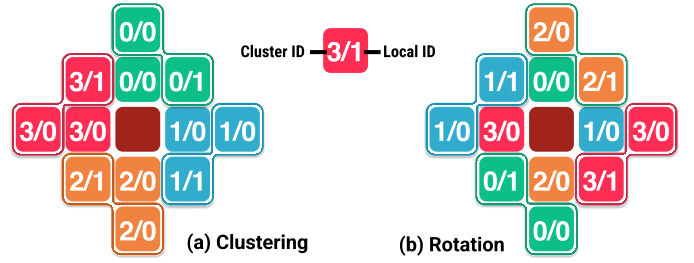 0/0
2/0
Cluster ID 3/1 Local ID
3/1 0/0 0/1
1/1 0/0 2/1
3/0 3/0 1/0 1/0
1/0 3/0 1/0 3/0
2/1 2/0 1/1
0/1 2/0 3/1
2/0
0/0
(a) Clustering
(b) Rotation